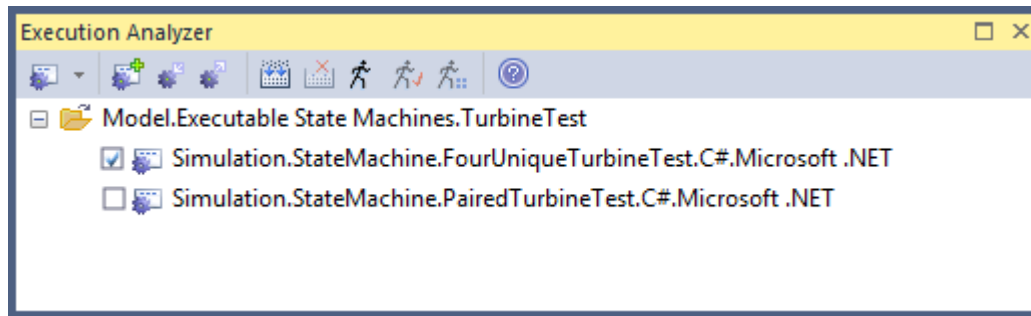 Execution Analyzer
Model.Executable State Machines.TurbineTest
Simulation.StateMachine.FourUniqueTurbineTest.C#.Microsoft .NET
Simulation.StateMachine.PairedTurbineTest.C#.Microsoft .NET